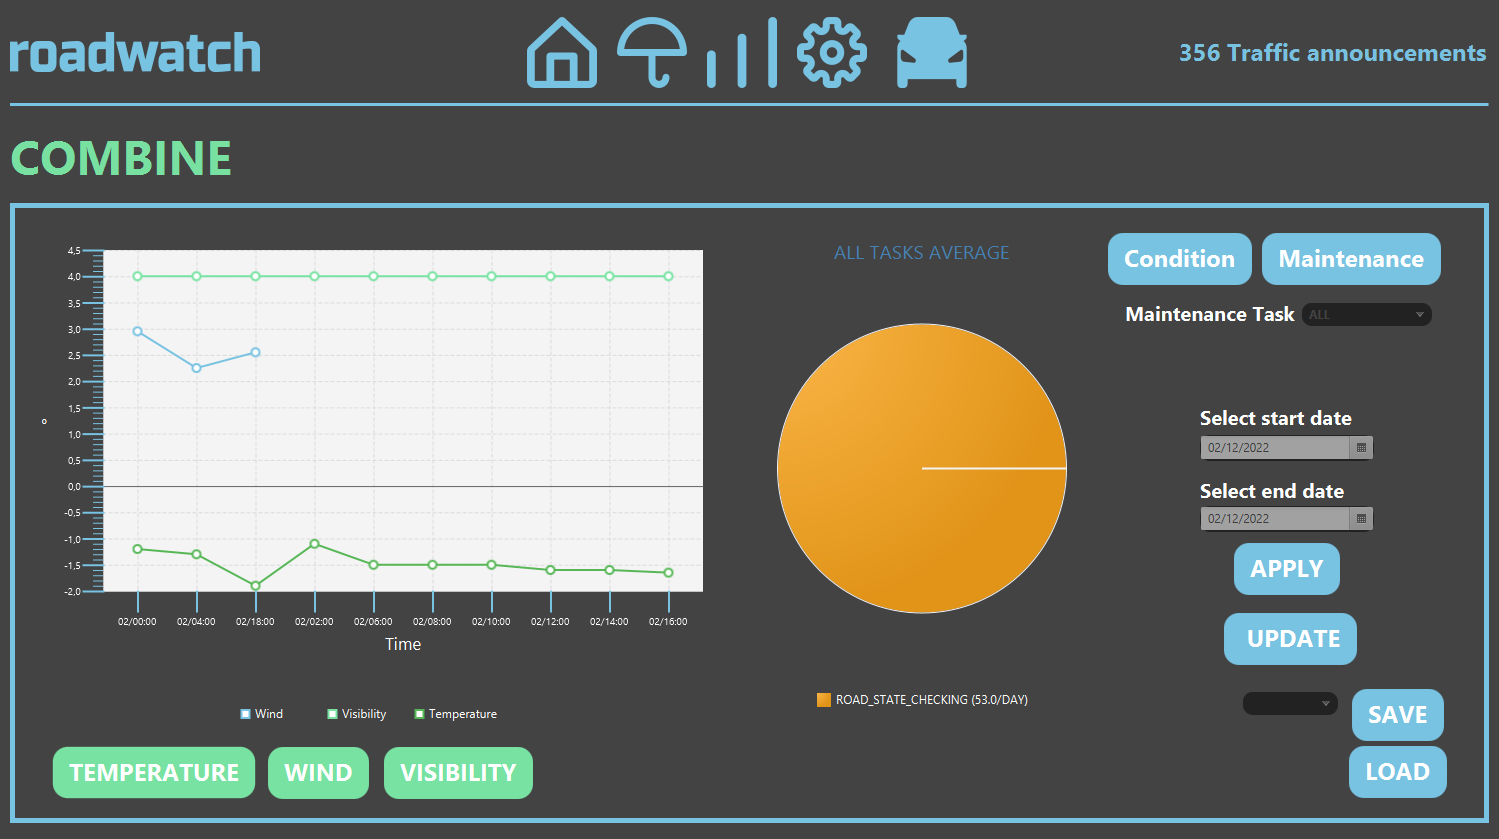 roadwatch
356 Traffic announcements
COMBINE
4,5
4,0
3,5
3,0
2,5
2,0
1,5
1,0
0,5
0,0
-0,5
-1,0
-1,5
-2,0
°
02/00:00 02/04:00 02/18:00 02/02:00 02/06:00 02/08:00 02/10:00 02/12:00 02/14:00 02/16:00
Time
Wind Visibility Temperature
TEMPERATURE WIND VISIBILITY
ALL TASKS AVERAGE
ROAD_STATE_CHECKING (53.0/DAY)
Condition Maintenance
Maintenance Task ALL
Select start date
02/12/2022
Select end date
02/12/2022
APPLY
UPDATE
SAVE
LOAD